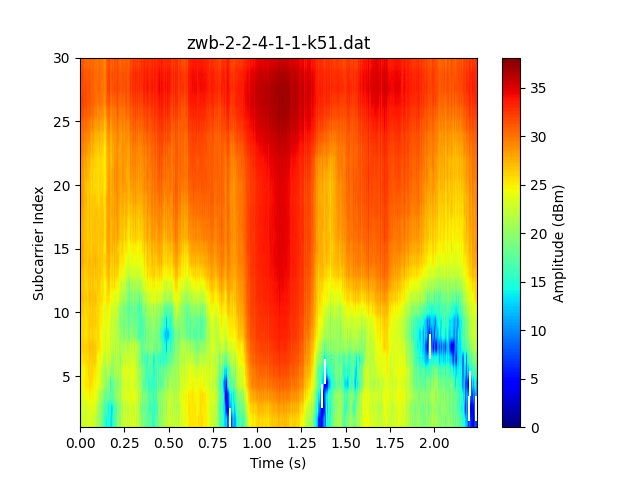 zwb-2-2-4-1-1-k51.dat
30
25
20
15
10
5
Subcarrier Index
0.00 0.25 0.50 0.75 1.00 1.25 1.50 1.75 2.00
Time (s)
35
30
25
20
15
10
5
0
Amplitude (dBm)